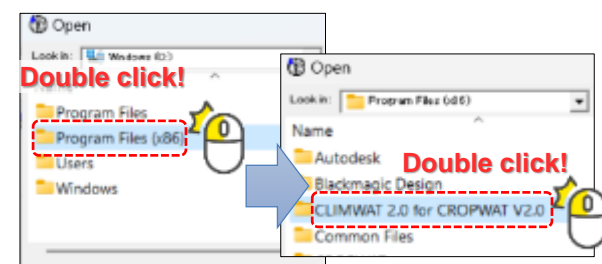 Open
Look in: Windows (C:)
Double click!
Program Files
Program Files (x86)
Users
Windows
Open
Look in: Program Files (x86)
Name
Autodesk
Double click!
Blackmagic Design
CLIMWAT 2.0 for CROPWAT V2.0
Common Files